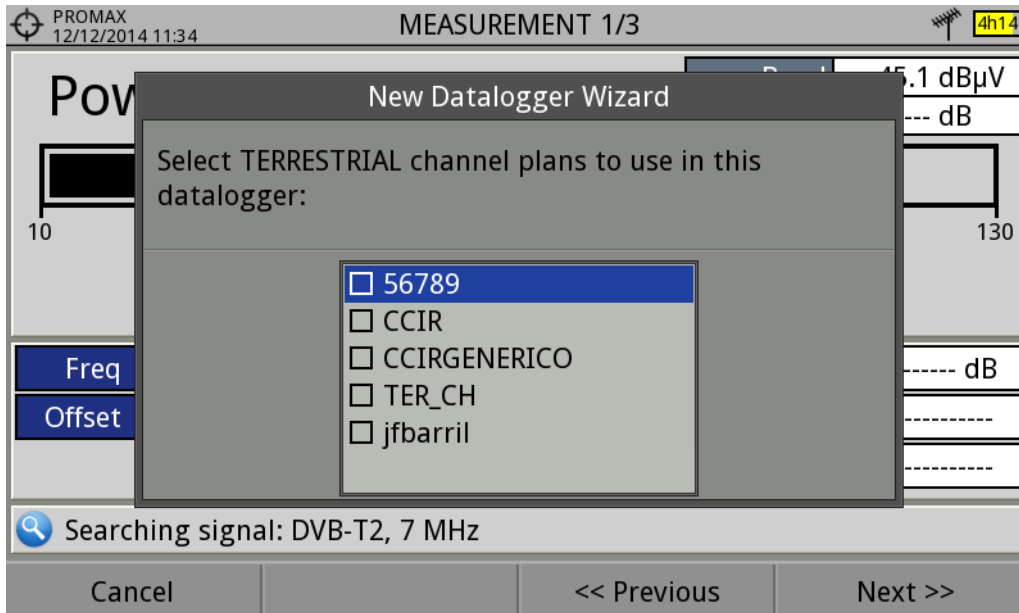 PROMAX
12/12/2014 11:34
MEASUREMENT 1/3
4h14
Pow
.1 dBµV
--- dB
New Datalogger Wizard
Select TERRESTRIAL channel plans to use in this
datalogger:
10
130
56789
CCIR
CCIRGENERICO
TER_CH
jfbarril
Freq
------ dB
Offset
----------
----------
Searching signal: DVB-T2, 7 MHz
Cancel
<< Previous
Next >>